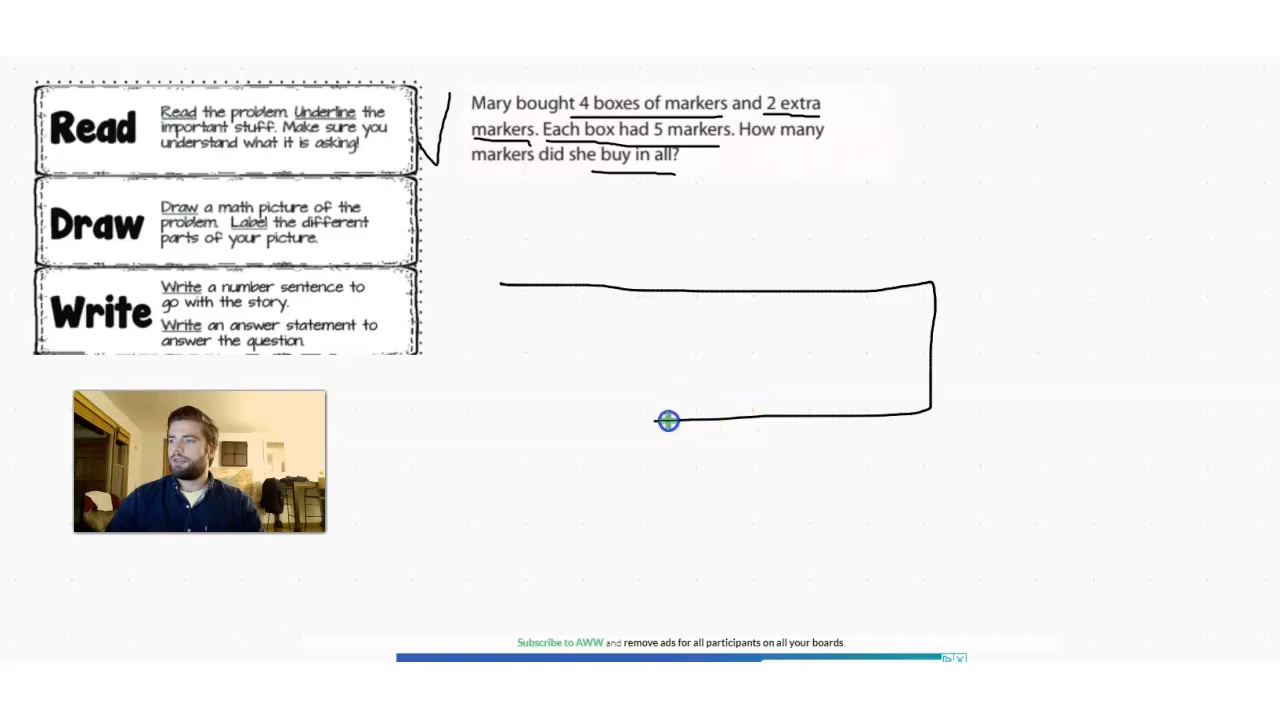 Read
Read the problem. Underline the
important stuff. Make sure you
understand what it is asking!
Draw
Draw a math picture of the
problem. Label the different
parts of your picture.
Write
Write a number sentence to
go with the story.
Write an answer statement to
answer the question.
Mary bought 4 boxes of markers and 2 extra
markers. Each box had 5 markers. How many
markers did she buy in all?
Subscribe to AWW and remove ads for all participants on all your boards.